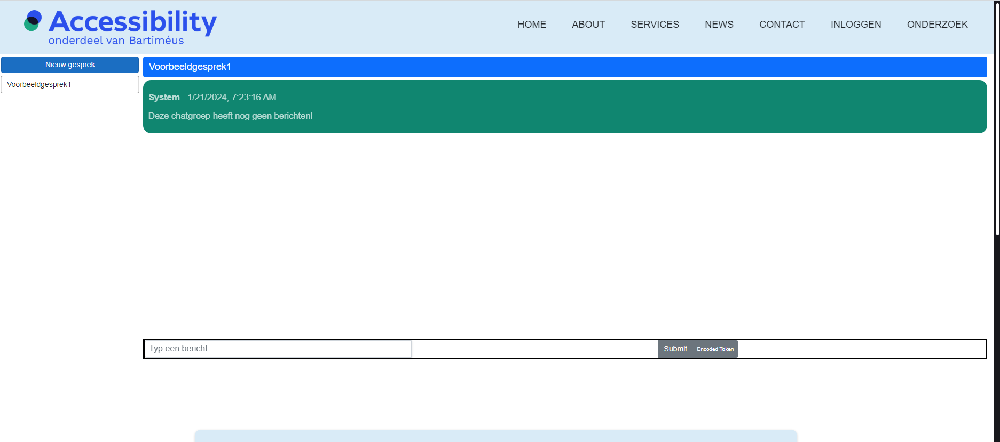 Accessibility
onderdeel van Bartiméus
HOME ABOUT SERVICES NEWS CONTACT INLOGGEN ONDERZOEK
Nieuw gesprek
Voorbeeldgesprek1
Voorbeeldgesprek1
System - 1/21/2024, 7:23:16 AM
Deze chatgroep heeft nog geen berichten!
Typ een bericht...
Submit
Encoded Token